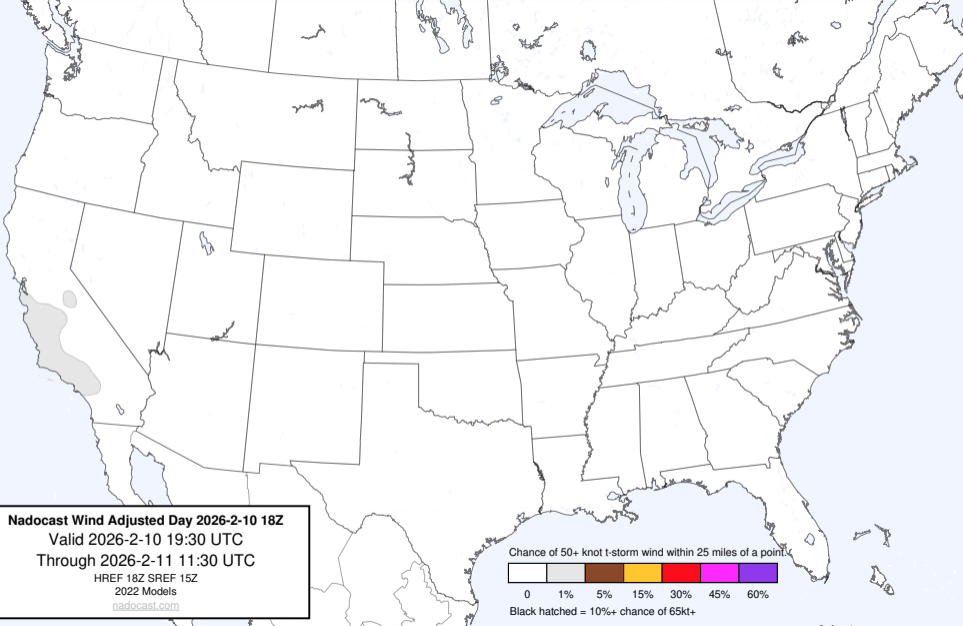 Nadocast Wind Adjusted Day 2026-2-10 18Z
Valid 2026-2-10 19:30 UTC
Through 2026-2-11 11:30 UTC
HREF 18Z SREF 15Z
2022 Models
nadocast.com
Chance of 50+ knot t-storm wind within 25 miles of a point.
0 1% 5% 15% 30% 45% 60%
Black hatched = 10%+ chance of 65kt+